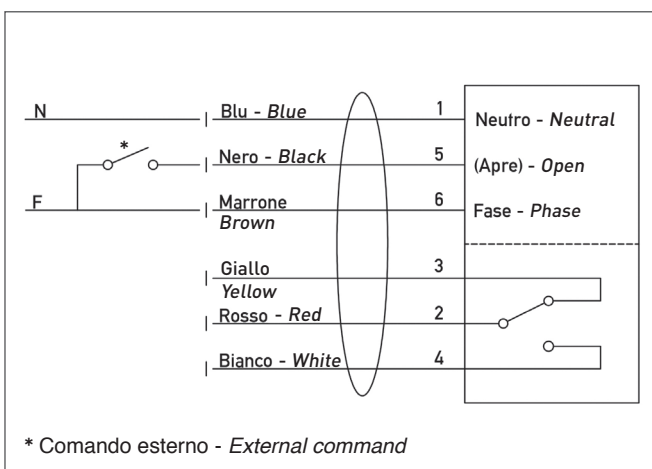 N
Blu - Blue
1
Neutro - Neutral
*
Nero - Black
5
(Apre) - Open
F
Marrone
Brown
6
Fase - Phase
Giallo
Yellow
3
Rosso - Red
2
Bianco - White
4
* Comando esterno - External command